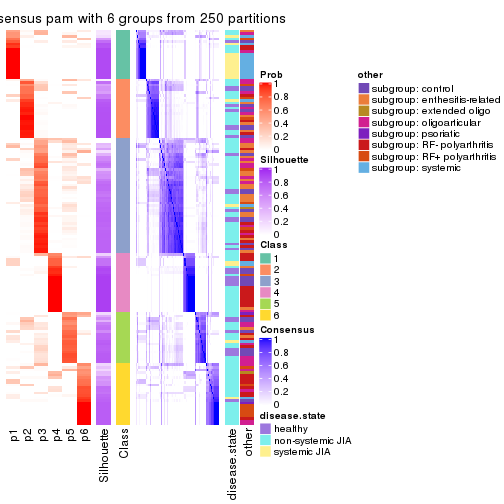 sensus pam with 6 groups from 250 partitions
Prob
1
0.8
0.6
0.4
0.2
0
Silhouette
1
0.8
0.6
0.4
0.2
0
Class
1
2
3
4
5
6
Consensus
1
0.8
0.6
0.4
0.2
0
disease.state
healthy
non-systemic JIA
systemic JIA
other
subgroup: control
subgroup: enthesitis-related
subgroup: extended oligo
subgroup: oligoarticular
subgroup: psoriatic
subgroup: RF- polyarthritis
subgroup: RF+ polyarthritis
subgroup: systemic
p1
p2
p3
p4
p5
p6
Silhouette
Class
disease.state
other